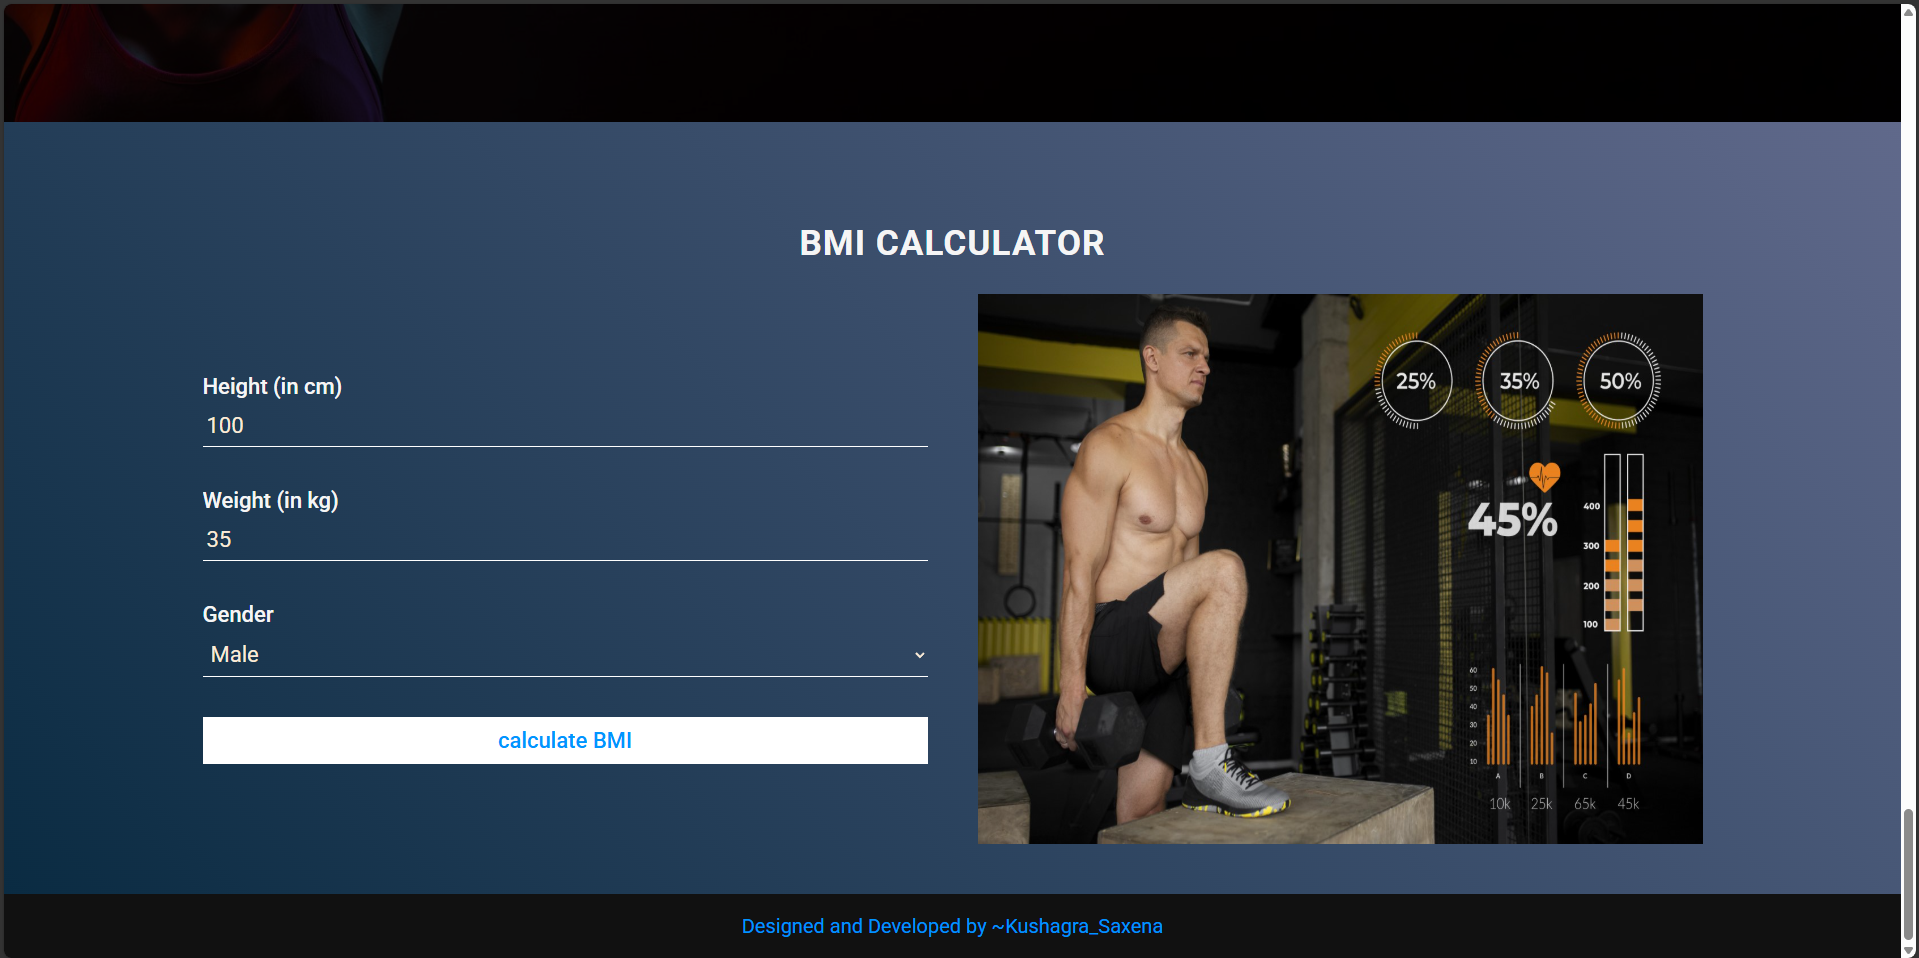 BMI CALCULATOR
Height (in cm)
100
Weight (in kg)
35
Gender
Male
calculate BMI
25% 35% 50%
45%
400
300
200
100
60
50
40
30
20
10
A B C D
10k 25k 65k 45k
Designed and Developed by ~Kushagra_Saxena